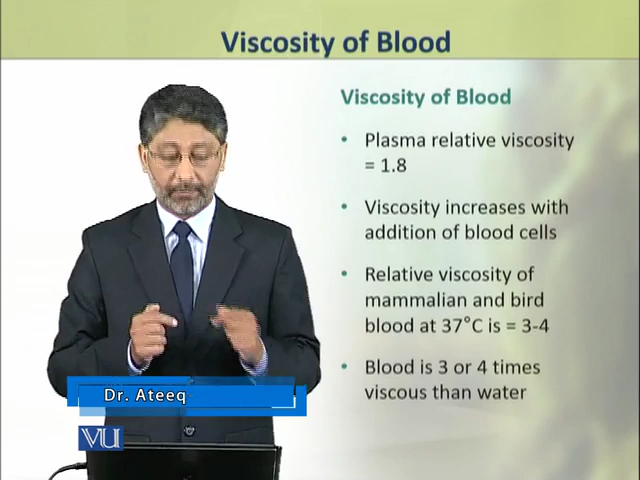 Viscosity of Blood
Viscosity of Blood
• Plasma relative viscosity
= 1.8
• Viscosity increases with
addition of blood cells
• Relative viscosity of
mammalian and bird
blood at 37°C is = 3-4
• Blood is 3 or 4 times
viscous than water
Dr. Ateeq
VU